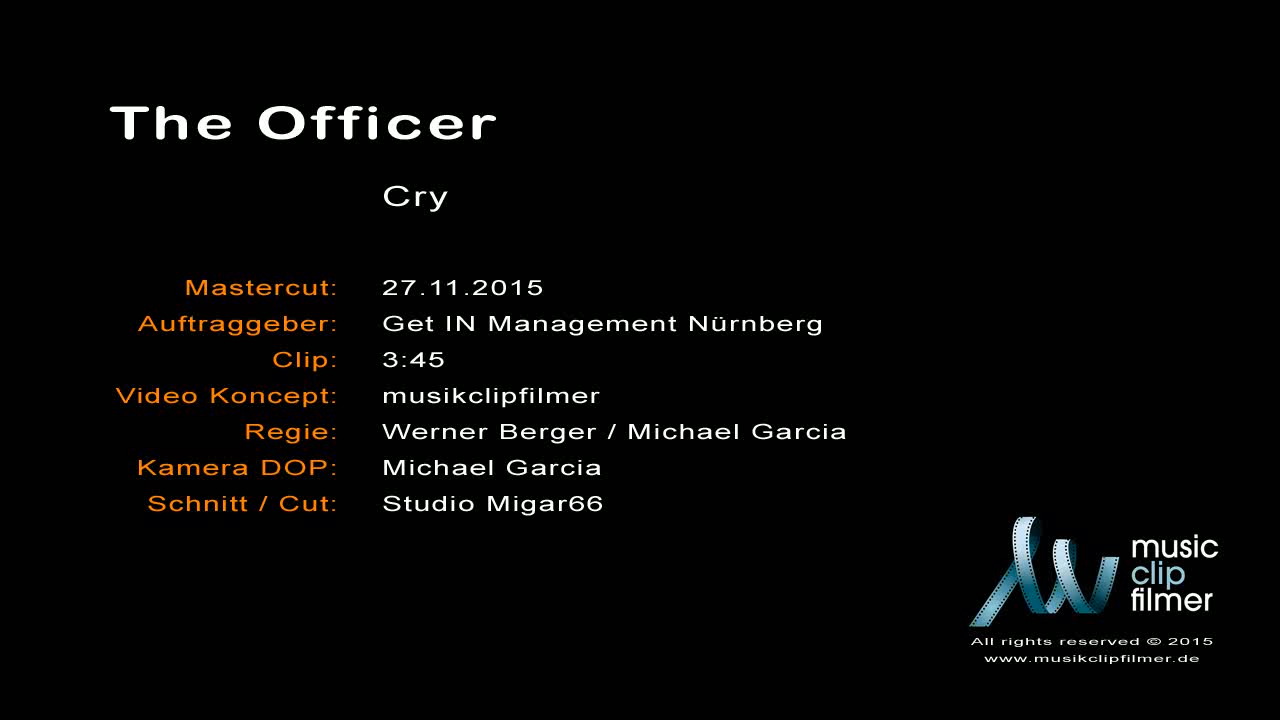 The Officer
Cry
Mastercut: 27.11.2015
Auftraggeber: Get IN Management Nürnberg
Clip: 3:45
Video Koncept: musikclipfilmer
Regie: Werner Berger / Michael Garcia
Kamera DOP: Michael Garcia
Schnitt / Cut: Studio Migar66
music
clip
filmer
All rights reserved © 2015
www.musikclipfilmer.de